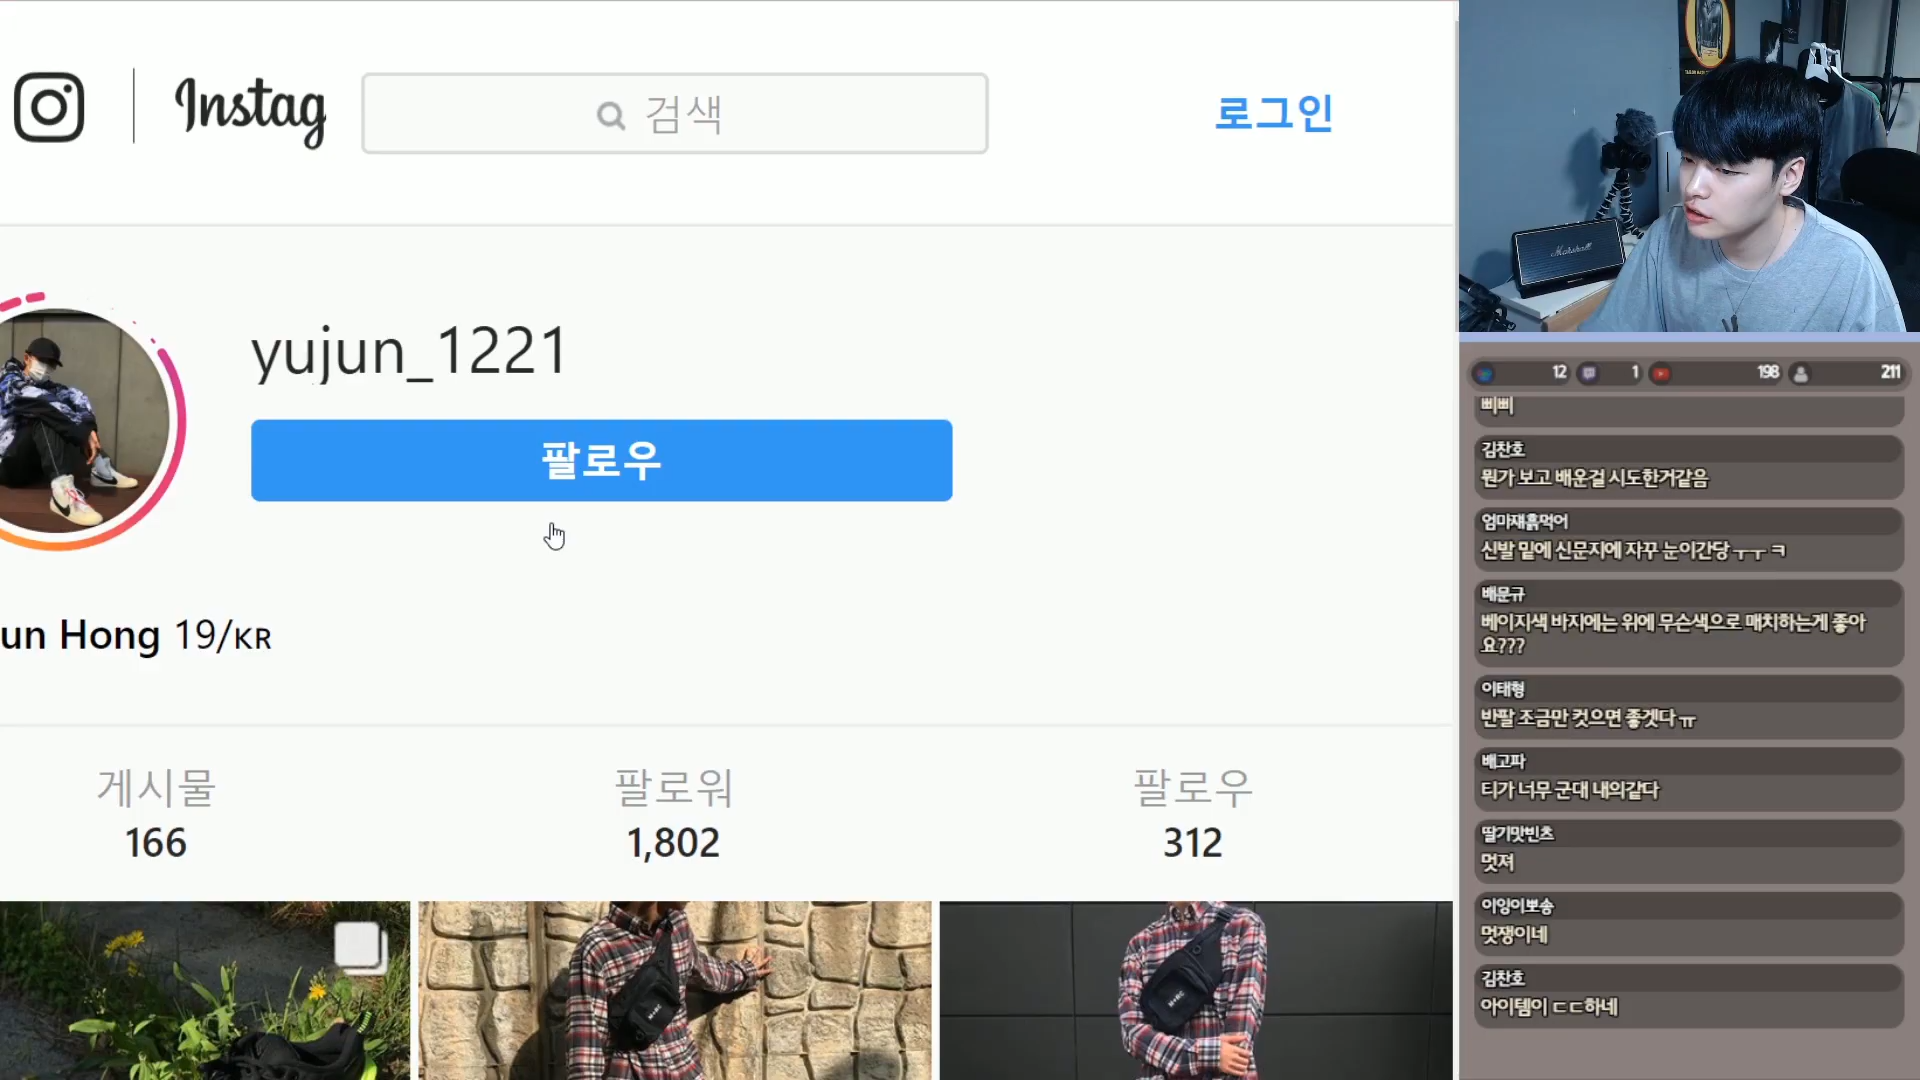 Instag
검색
로그인
yujun_1221
팔로우
un Hong 19/KR
게시물
166
팔로워
1,802
팔로우
312
Marshall
12
1
198
211
삐삐
김찬호
뭔가 보고 배운걸 시도한거같음
엄마쟤흙먹어
신발 밑에 신문지에 자꾸 눈이간당 ㅜㅜ ㅋ
배문규
베이지색 바지에는 위에 무슨색으로 매치하는게 좋아
요???
이태형
반팔 조금만 컷으면 좋겟다 ㅠ
배고파
티가 너무 군대 내의같다
딸기맛빈츠
멋져
이잉이뽀송
멋쟁이네
김찬호
아이템이 ㄷㄷ하네